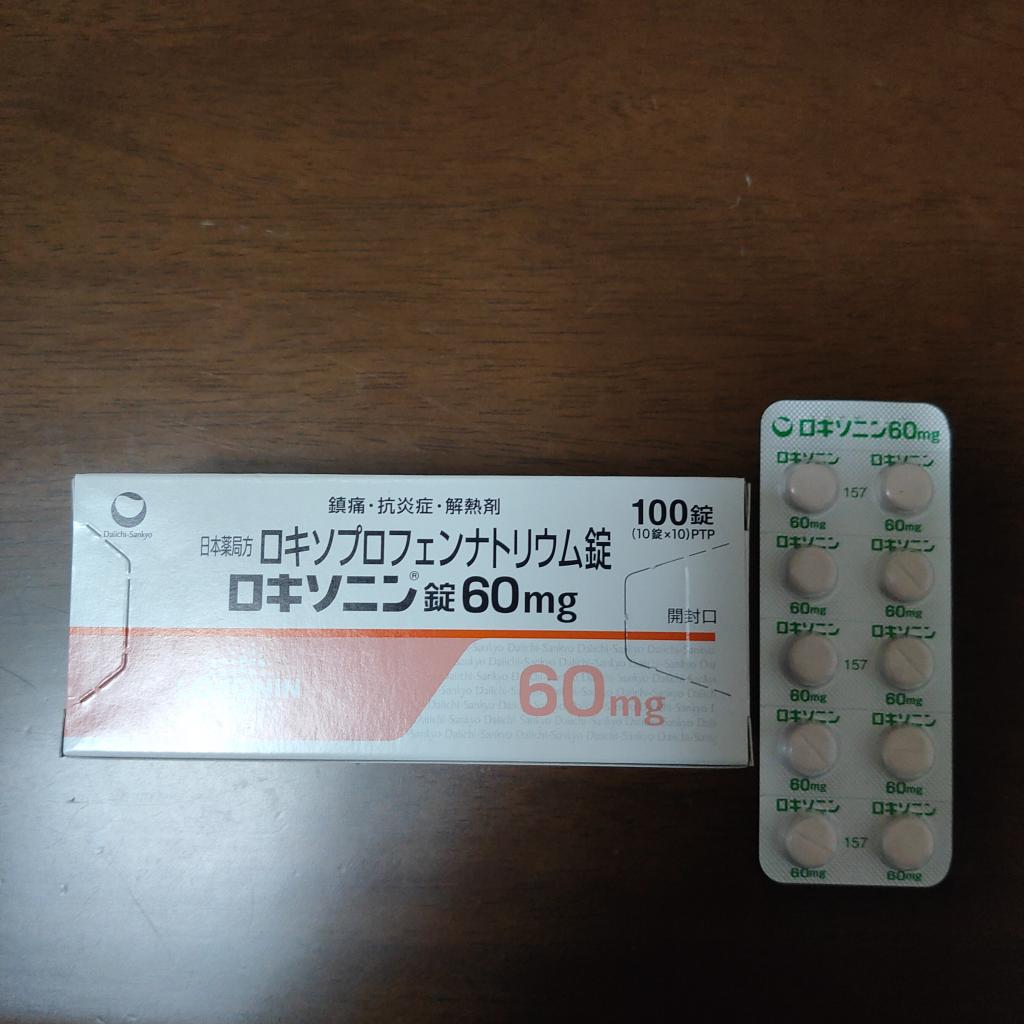 Daiichi-Sankyo
鎮痛・抗炎症・解熱剤
100錠
(10錠×10)PTP
日本薬局方 ロキソプロフェンナトリウム錠
ロキソニン®錠60mg
開封口
60mg
Daiichi-Sankyo Daiichi-Sankyo Daiichi-Sankyo
ロキソニン60mg
ロキソニン ロキソニン
157
60mg 60mg
ロキソニン ロキソニン
60mg 60mg
ロキソニン ロキソニン
157
60mg 60mg
ロキソニン ロキソニン
60mg 60mg
ロキソニン ロキソニン
157
60mg 60mg